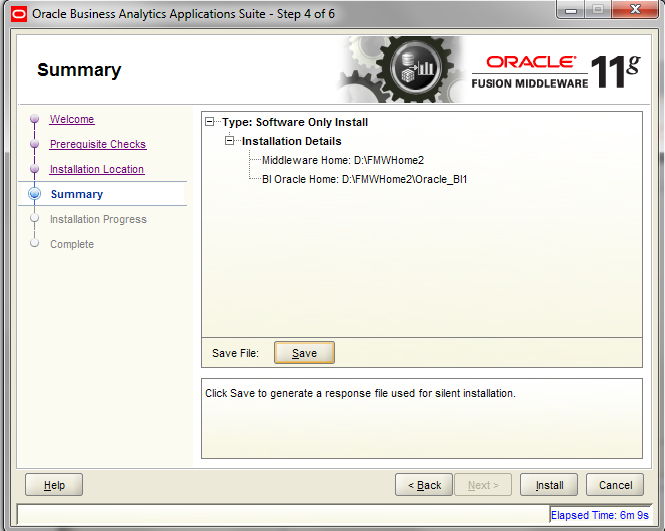 Oracle Business Analytics Applications Suite - Step 4 of 6
Summary
ORACLE
FUSION MIDDLEWARE 11g
Welcome
Prerequisite Checks
Installation Location
Summary
Installation Progress
Complete
Type: Software Only Install
Installation Details
Middleware Home: D:\FMWHome2
BI Oracle Home: D:\FMWHome2\Oracle_BI1
Save File: Save
Click Save to generate a response file used for silent installation.
Help < Back Next > Install Cancel
Elapsed Time: 6m 9s